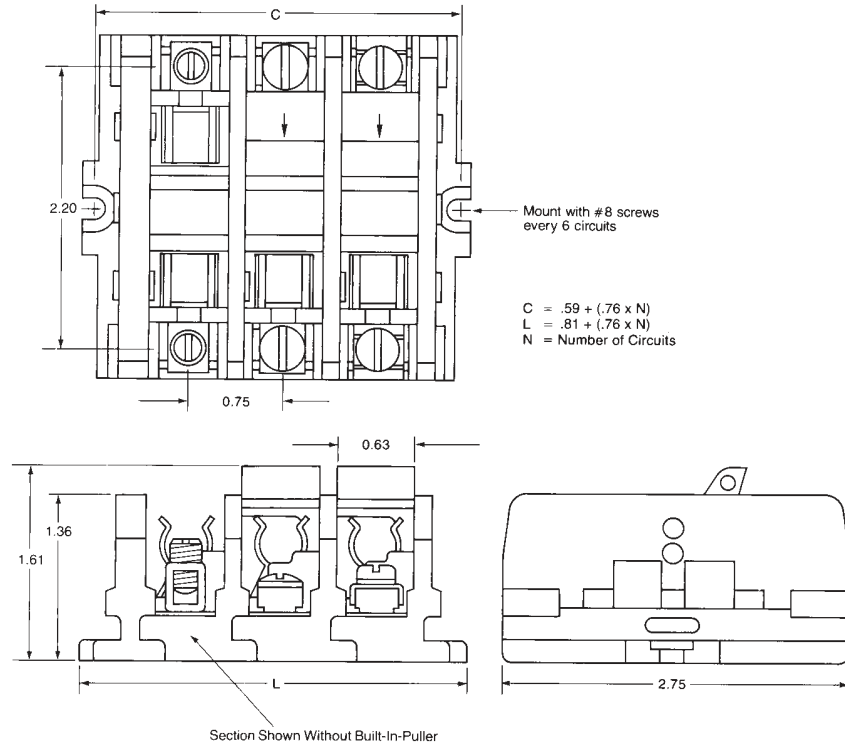 C
2.20
Mount with #8 screws
every 6 circuits
C = .59 + (.76 x N)
L = .81 + (.76 x N)
N = Number of Circuits
0.75
0.63
1.36
1.61
L
2.75
Section Shown Without Built-In-Puller